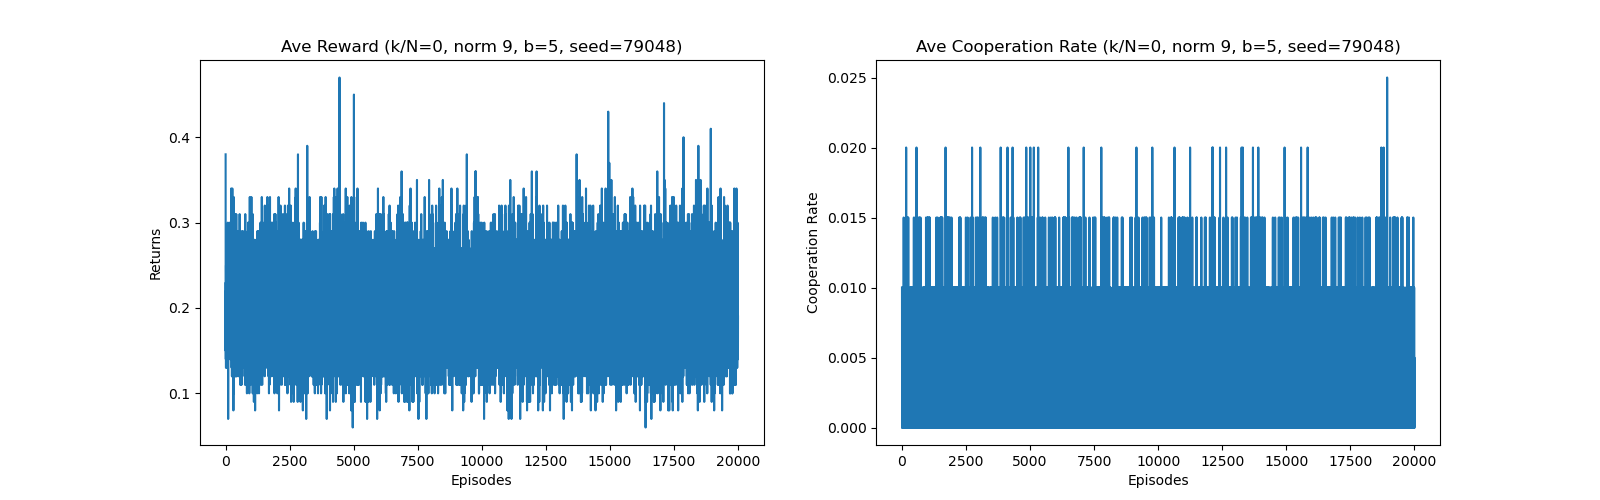 Ave Reward (k/N=0, norm 9, b=5, seed=79048)
Returns
0.4
0.3
0.2
0.1
0 2500 5000 7500 10000 12500 15000 17500 20000
Episodes
Ave Cooperation Rate (k/N=0, norm 9, b=5, seed=79048)
Cooperation Rate
0.025
0.020
0.015
0.010
0.005
0.000
0 2500 5000 7500 10000 12500 15000 17500 20000
Episodes